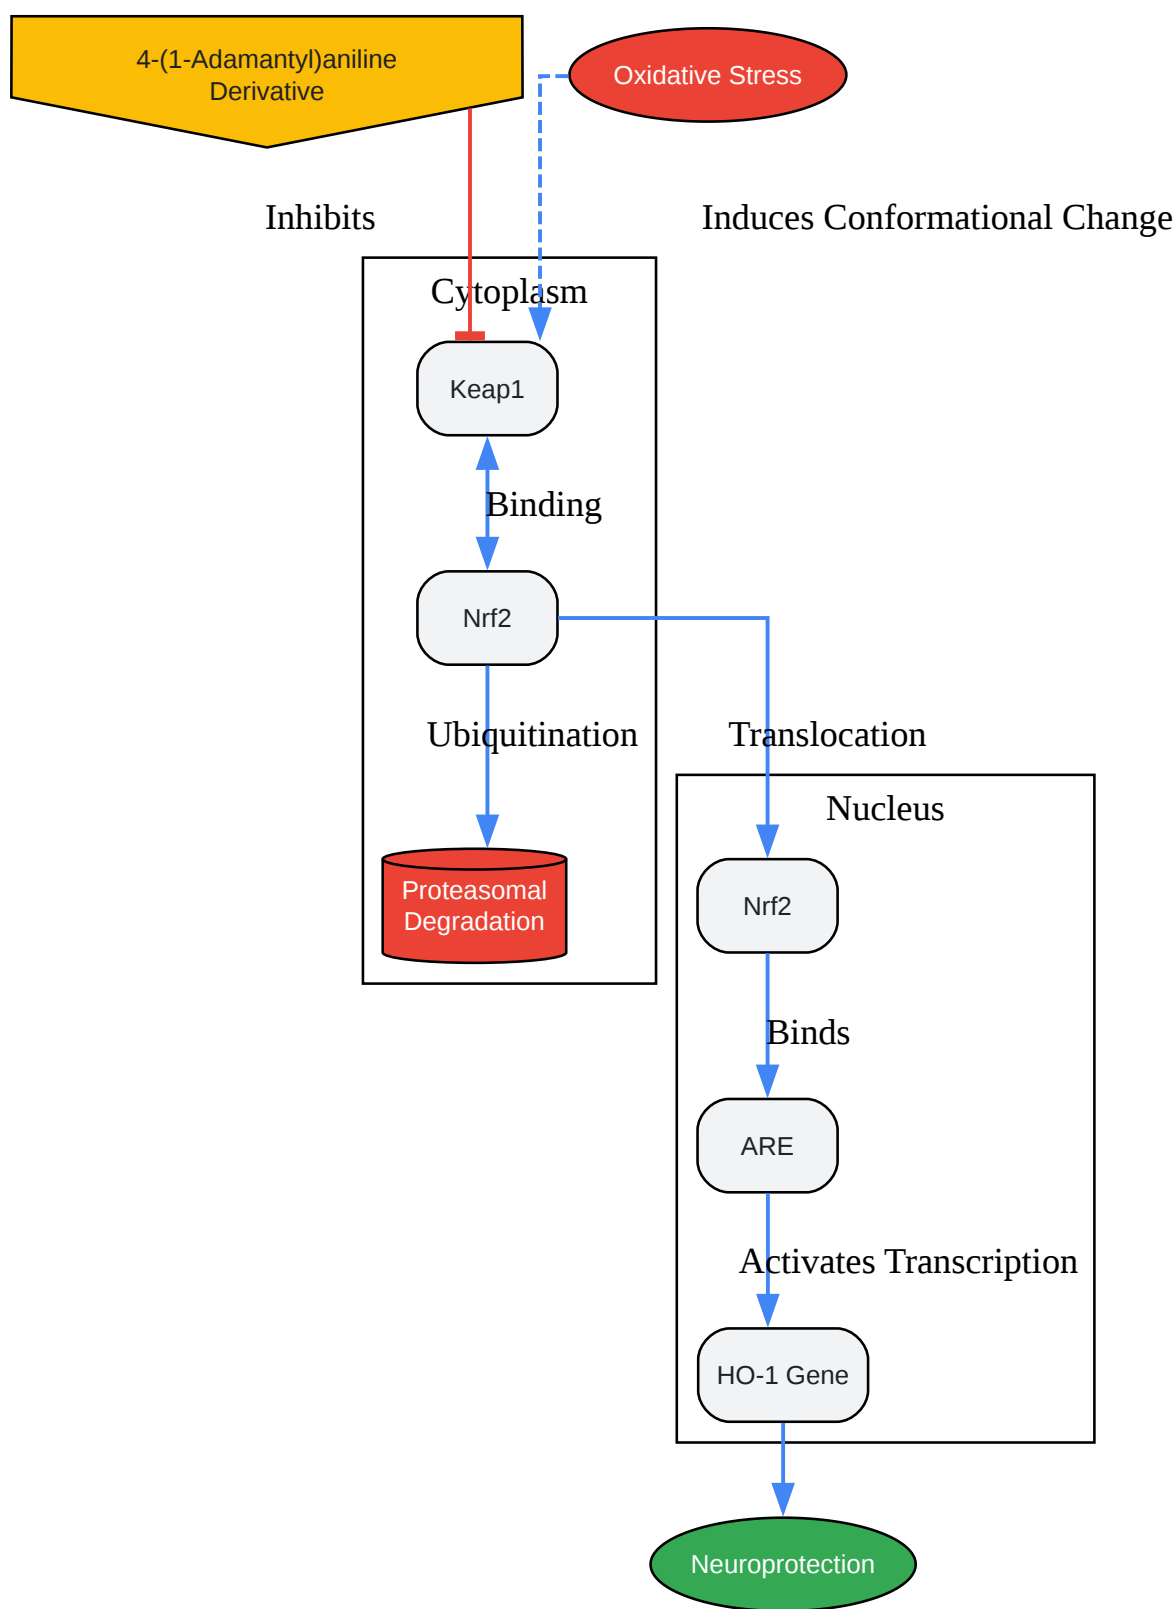 4-(1-Adamantyl)aniline
Derivative
Oxidative Stress
Inhibits
Induces Conformational Change
Cytoplasm
Keap1
Binding
Nrf2
Ubiquitination
Translocation
Nucleus
Proteasomal
Degradation
Nrf2
Binds
ARE
Activates Transcription
HO-1 Gene
Neuroprotection